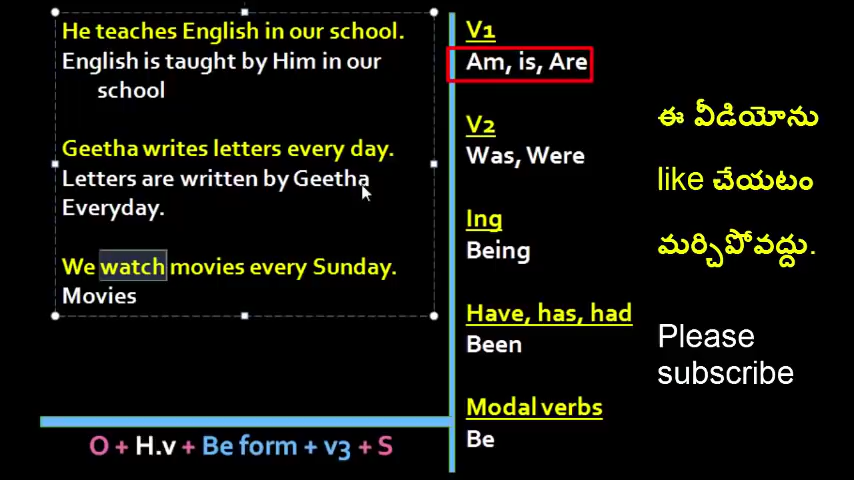 He teaches English in our school.
English is taught by Him in our
school
Geetha writes letters every day.
Letters are written by Geetha
Everyday.
We watch movies every Sunday.
Movies
O + H.v + Be form + v3 + S
V1
Am, is, Are
V2
Was, Were
Ing
Being
Have, has, had
Been
Modal verbs
Be
ఈ వీడియోను
like చేయటం
మర్చిపోవద్దు.
Please
subscribe